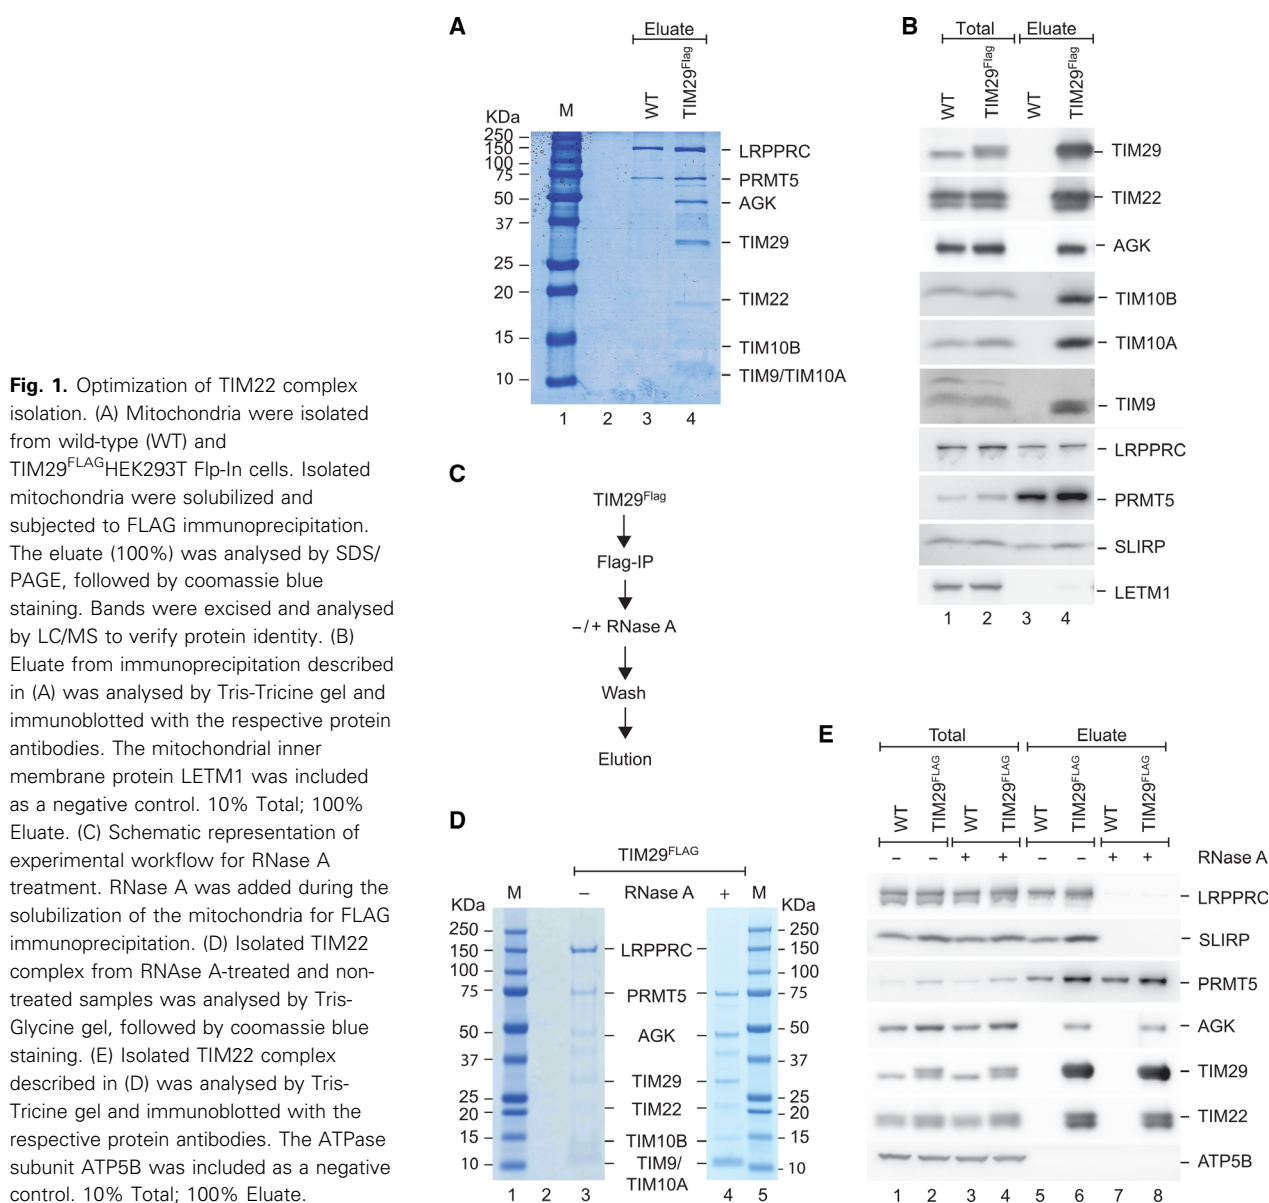 Fig. 1. Optimization of TIM22 complex
isolation. (A) Mitochondria were isolated
from wild-type (WT) and
TIM29FLAGHEK293T Flp-In cells. Isolated
mitochondria were solubilized and
subjected to FLAG immunoprecipitation.
The eluate (100%) was analysed by SDS/
PAGE, followed by coomassie blue
staining. Bands were excised and analysed
by LC/MS to verify protein identity. (B)
Eluate from immunoprecipitation described
in (A) was analysed by Tris-Tricine gel and
immunoblotted with the respective protein
antibodies. The mitochondrial inner
membrane protein LETM1 was included
as a negative control. 10% Total; 100%
Eluate. (C) Schematic representation of
experimental workflow for RNase A
treatment. RNase A was added during the
solubilization of the mitochondria for FLAG
immunoprecipitation. (D) Isolated TIM22
complex from RNAse A-treated and non-
treated samples was analysed by Tris-
Glycine gel, followed by coomassie blue
staining. (E) Isolated TIM22 complex
described in (D) was analysed by Tris-
Tricine gel and immunoblotted with the
respective protein antibodies. The ATPase
subunit ATP5B was included as a negative
control. 10% Total; 100% Eluate.
A
Eluate
KDa M WT TIM29Flag
250
150 LRPPRC
100
75 PRMT5
50 AGK
37
TIM29
25
20 TIM22
15
TIM10B
10 TIM9/TIM10A
1 2 3 4
B
Total Eluate
WT TIM29Flag WT TIM29Flag
TIM29
TIM22
AGK
TIM10B
TIM10A
TIM9
LRPPRC
PRMT5
SLIRP
LETM1
1 2 3 4
C
TIM29Flag
Flag-IP
–/+ RNase A
Wash
Elution
D
TIM29FLAG
M – RNase A + M
KDa KDa
250 250
150 LRPPRC 150
100 100
75 PRMT5 75
50 AGK 50
37 37
TIM29
25 25
20 TIM22 20
15 TIM10B 15
10 TIM9/ 10
TIM10A
1 2 3 4 5
E
Total Eluate
WT TIM29FLAG WT TIM29FLAG WT TIM29FLAG WT TIM29FLAG
– – + + – – + + RNase A
LRPPRC
SLIRP
PRMT5
AGK
TIM29
TIM22
ATP5B
1 2 3 4 5 6 7 8